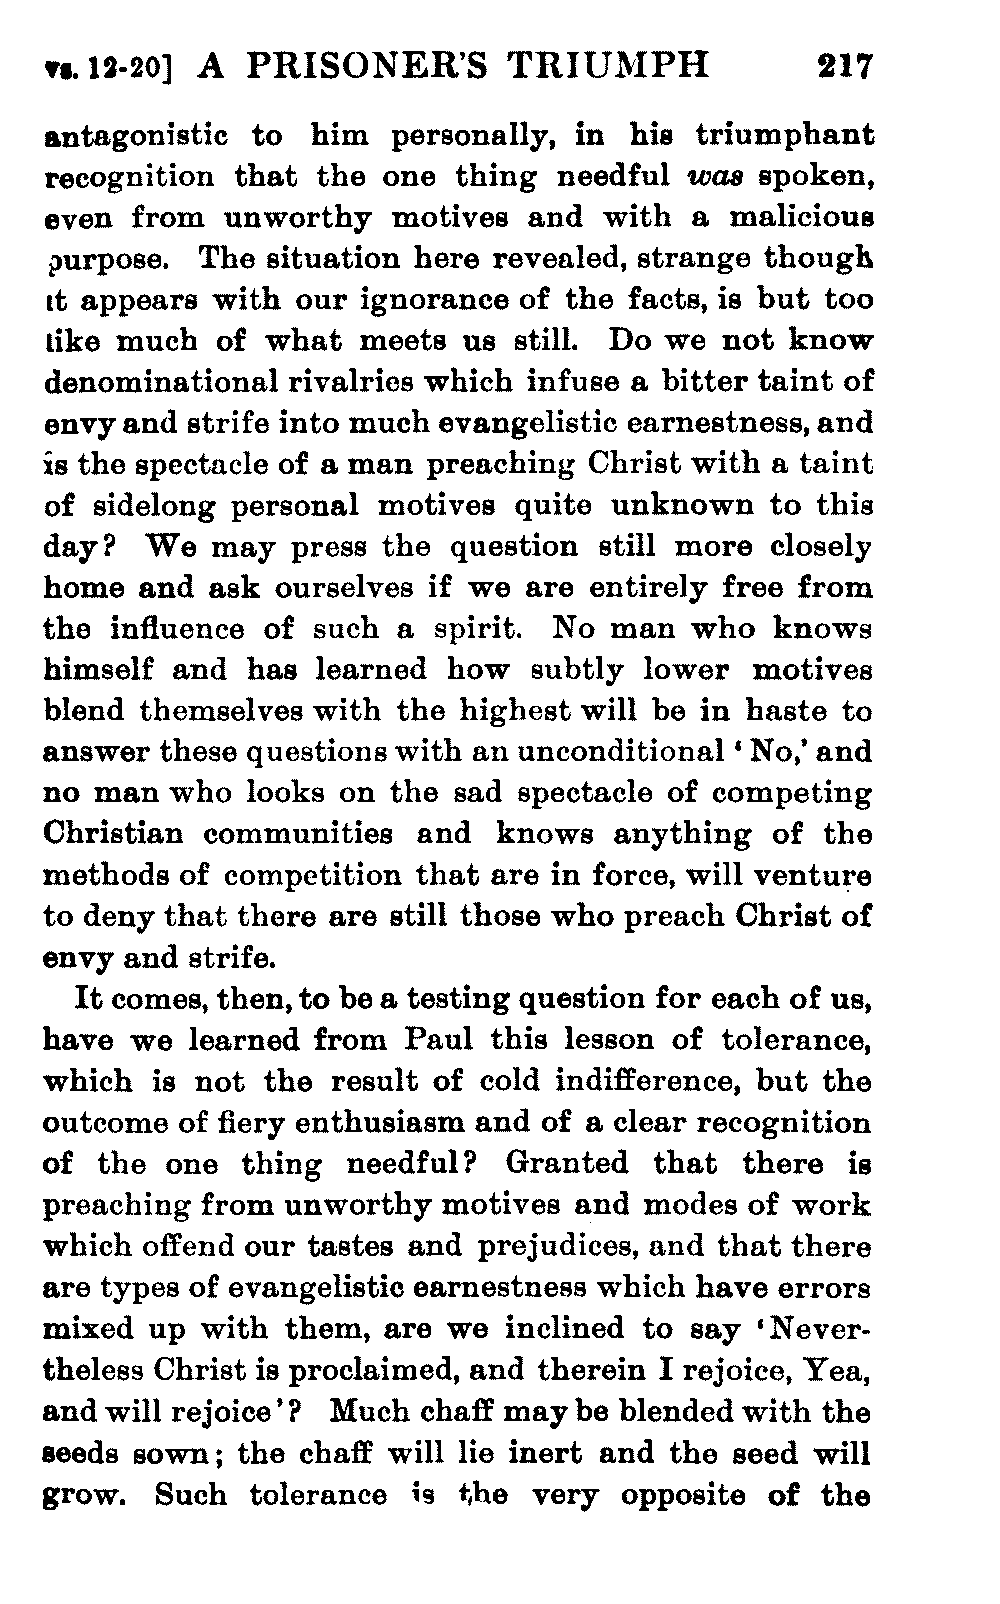 vs. 12-20] A PRISONER'S TRIUMPH 217
antagonistic to him personally, in his triumphant
recognition that the one thing needful was spoken,
even from unworthy motives and with a malicious
purpose. The situation here revealed, strange though
it appears with our ignorance of the facts, is but too
like much of what meets us still. Do we not know
denominational rivalries which infuse a bitter taint of
envy and strife into much evangelistic earnestness, and
is the spectacle of a man preaching Christ with a taint
of sidelong personal motives quite unknown to this
day? We may press the question still more closely
home and ask ourselves if we are entirely free from
the influence of such a spirit. No man who knows
himself and has learned how subtly lower motives
blend themselves with the highest will be in haste to
answer these questions with an unconditional ‘No,’ and
no man who looks on the sad spectacle of competing
Christian communities and knows anything of the
methods of competition that are in force, will venture
to deny that there are still those who preach Christ of
envy and strife.
It comes, then, to be a testing question for each of us,
have we learned from Paul this lesson of tolerance,
which is not the result of cold indifference, but the
outcome of fiery enthusiasm and of a clear recognition
of the one thing needful? Granted that there is
preaching from unworthy motives and modes of work
which offend our tastes and prejudices, and that there
are types of evangelistic earnestness which have errors
mixed up with them, are we inclined to say ‘Never-
theless Christ is proclaimed, and therein I rejoice, Yea,
and will rejoice’? Much chaff may be blended with the
seeds sown; the chaff will lie inert and the seed will
grow. Such tolerance is the very opposite of the